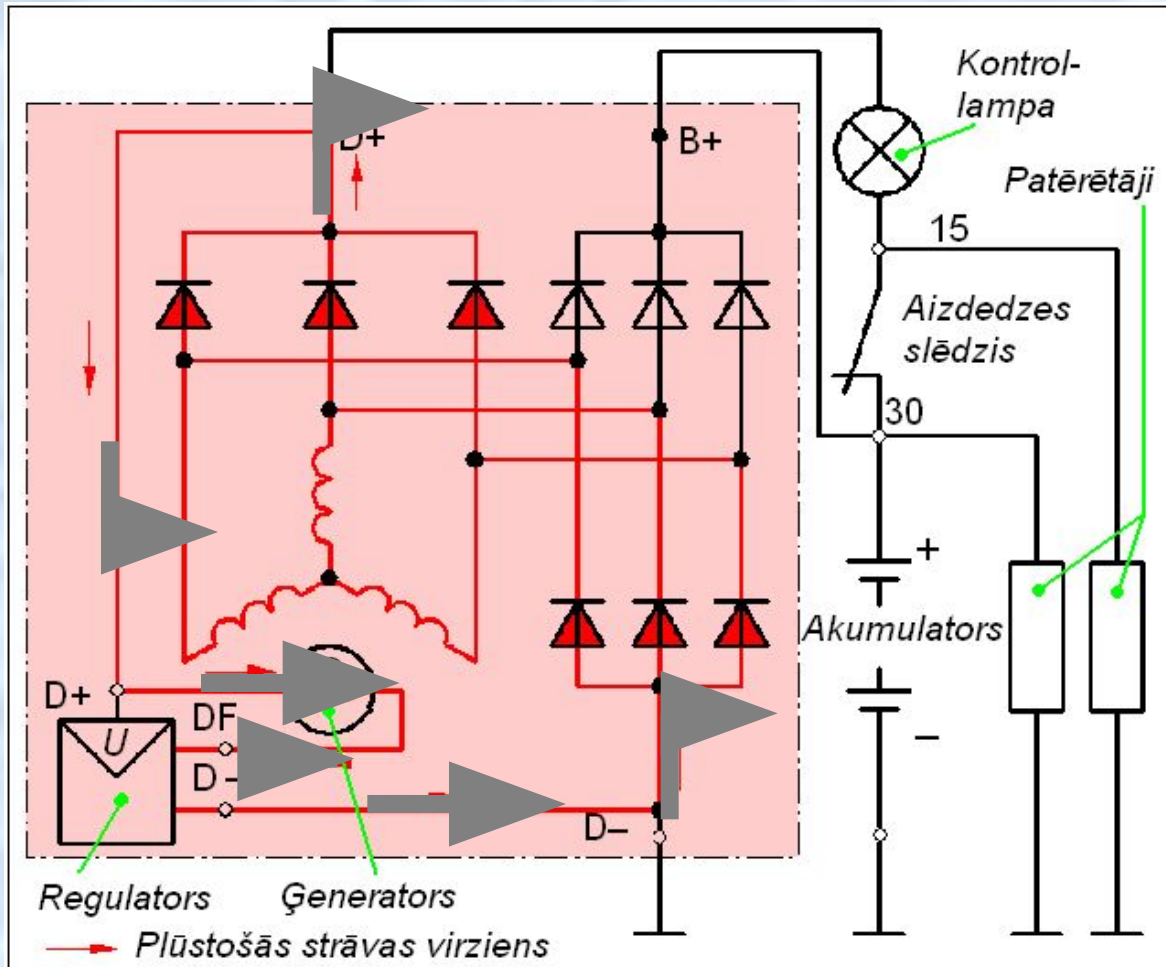 Kontrol-
lampa
D+
B+
Patērētāji
15
Aizdedzes
slēdzis
30
+
Akumulators
–
D+
DF
U
D–
D–
Regulators
Ģenerators
Plūstošās strāvas virziens